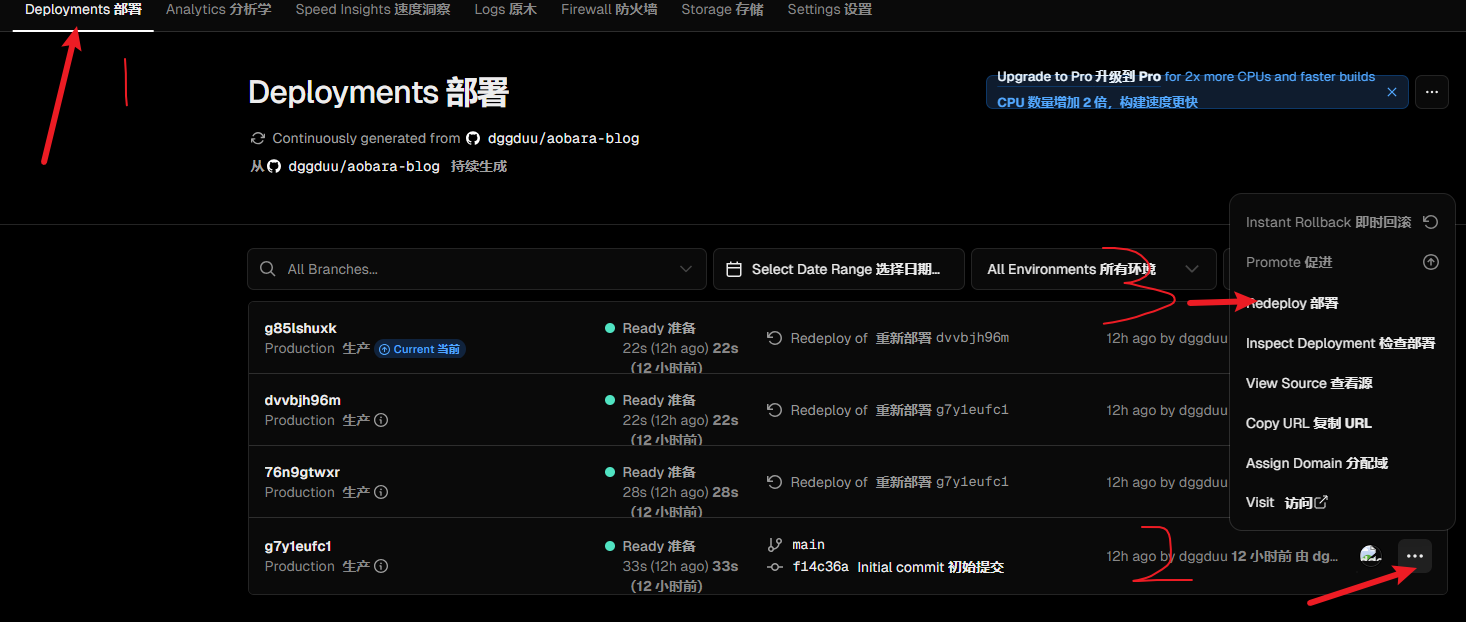 Deployments 部署 Analytics 分析学 Speed Insights 速度洞察 Logs 原木 Firewall 防火墙 Storage 存储 Settings 设置
1
Deployments 部署
Upgrade to Pro 升级到 Pro for 2x more CPUs and faster builds
CPU 数量增加 2 倍，构建速度更快
Continuously generated from dggduu/aobara-blog
从 dggduu/aobara-blog 持续生成
All Branches...
Select Date Range 选择日期...
All Environments 所有环境
3
Instant Rollback 即时回滚
Promote 促进
Redeploy 部署
Inspect Deployment 检查部署
View Source 查看源
Copy URL 复制 URL
Assign Domain 分配域
Visit 访问
g85lshuxk
Production 生产 Current 当前
Ready 准备
22s (12h ago) 22s
(12 小时前)
Redeploy of 重新部署 dvvbjh96m
12h ago by dggduu
dvvbjh96m
Production 生产
Ready 准备
22s (12h ago) 22s
(12 小时前)
Redeploy of 重新部署 g7y1eufc1
12h ago by dggduu
76n9gtwxr
Production 生产
Ready 准备
28s (12h ago) 28s
(12 小时前)
Redeploy of 重新部署 g7y1eufc1
12h ago by dggduu
g7y1eufc1
Production 生产
Ready 准备
33s (12h ago) 33s
(12 小时前)
main
f14c36a Initial commit 初始提交
12h ago by dggduu 12 小时前 由 dg...
2